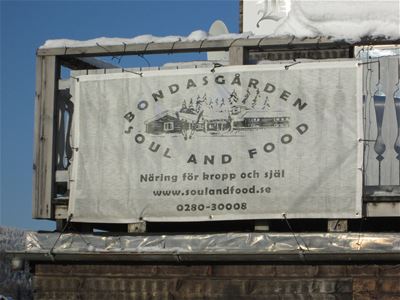 BONDASGÅRDEN
SOUL AND FOOD
Näring för kropp och själ
www.soulandfood.se
0280-30008